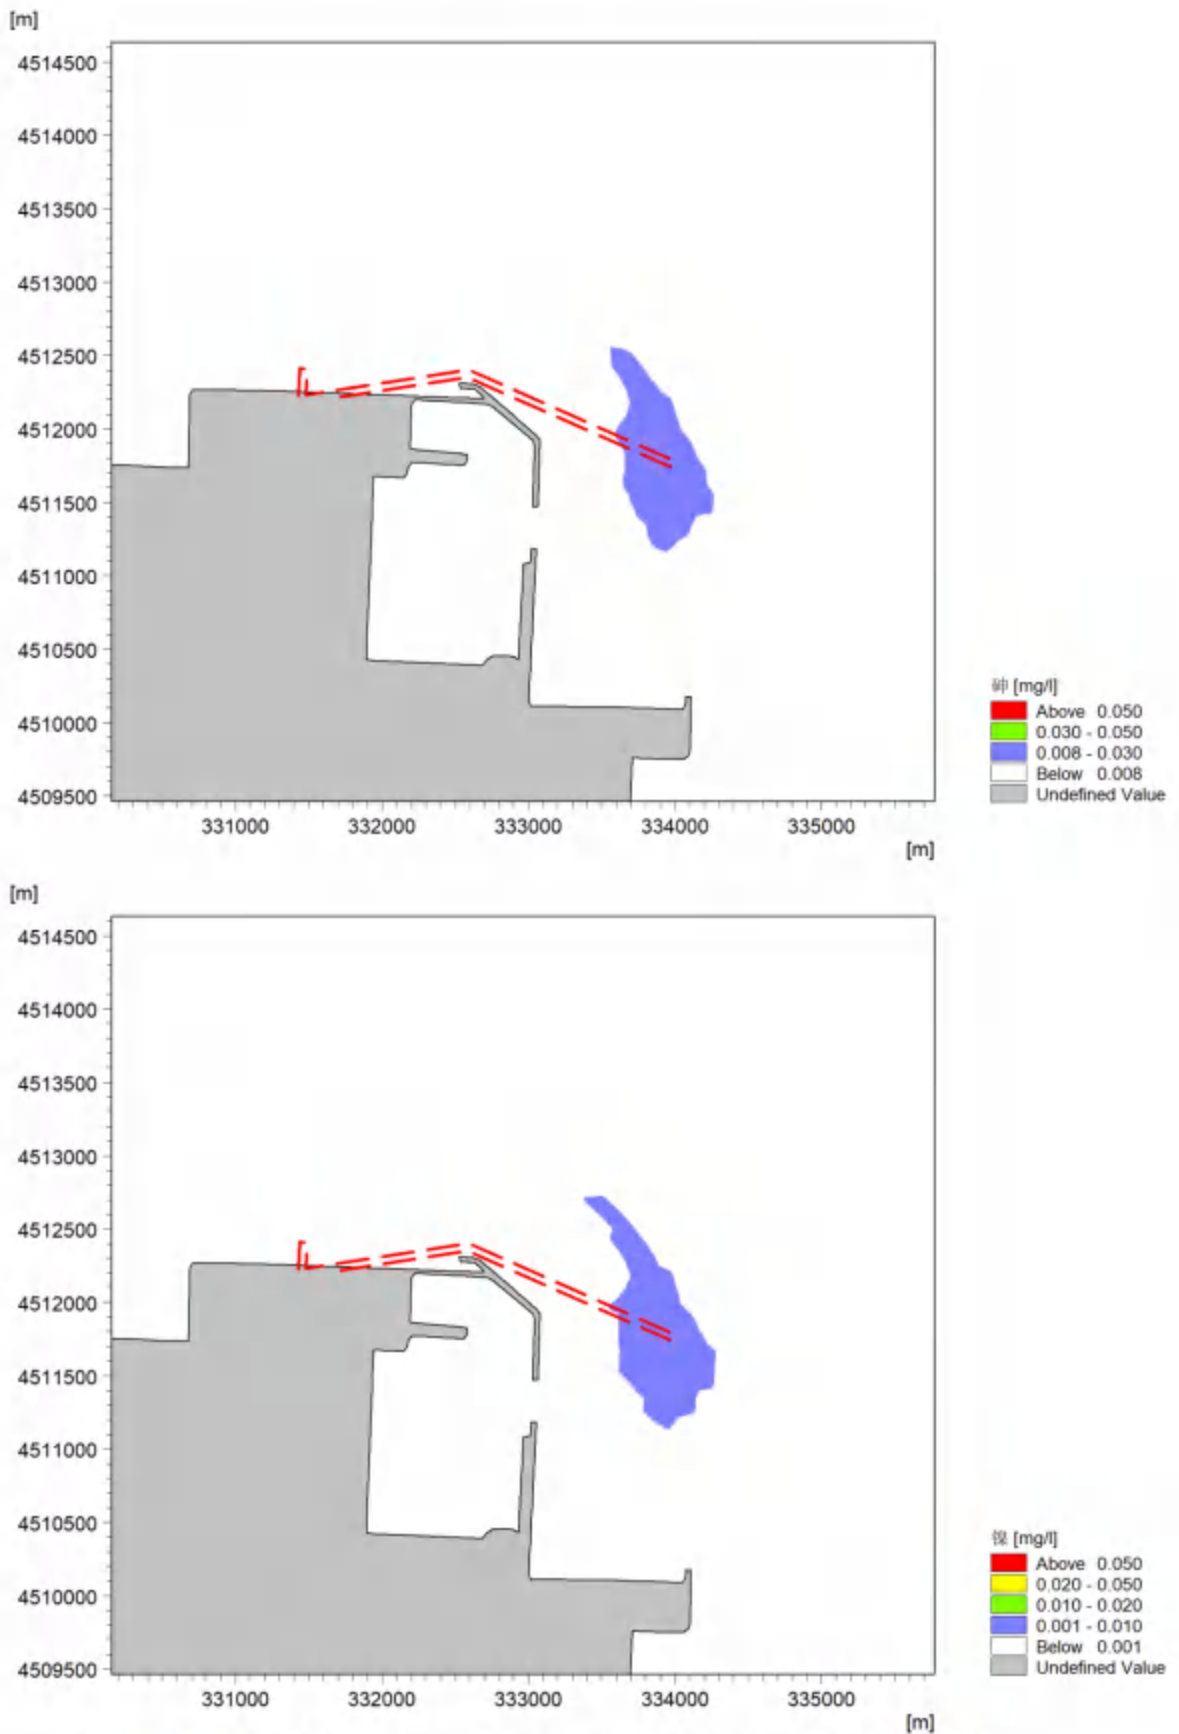 [m]
4514500
4514000
4513500
4513000
4512500
4512000
4511500
4511000
4510500
4510000
4509500
331000 332000 333000 334000 335000
[m]
砷 [mg/l]
Above 0.050
0.030 - 0.050
0.008 - 0.030
Below 0.008
Undefined Value
[m]
4514500
4514000
4513500
4513000
4512500
4512000
4511500
4511000
4510500
4510000
4509500
331000 332000 333000 334000 335000
[m]
镍 [mg/l]
Above 0.050
0.020 - 0.050
0.010 - 0.020
0.001 - 0.010
Below 0.001
Undefined Value